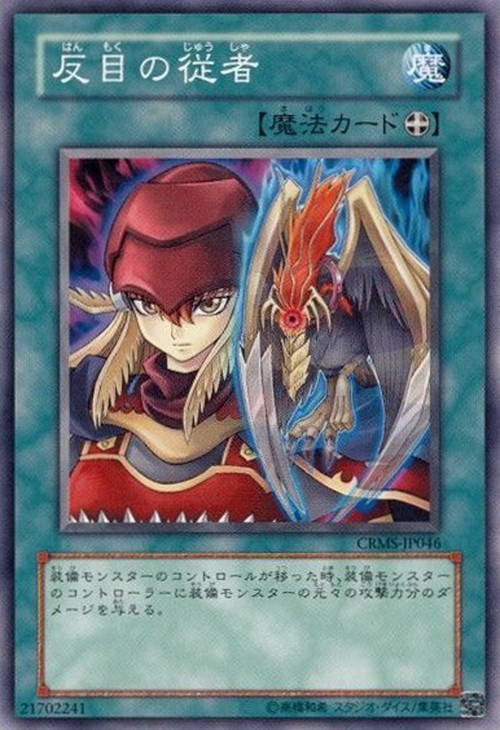 反目の従者
魔
【魔法カード】
CRMS-JP046
装備モンスターのコントロールが移った時、装備モンスター
のコントローラーに装備モンスターの元々の攻撃力分のダ
メージを与える。
21702241
©高橋和希 スタジオ・ダイス/集英社